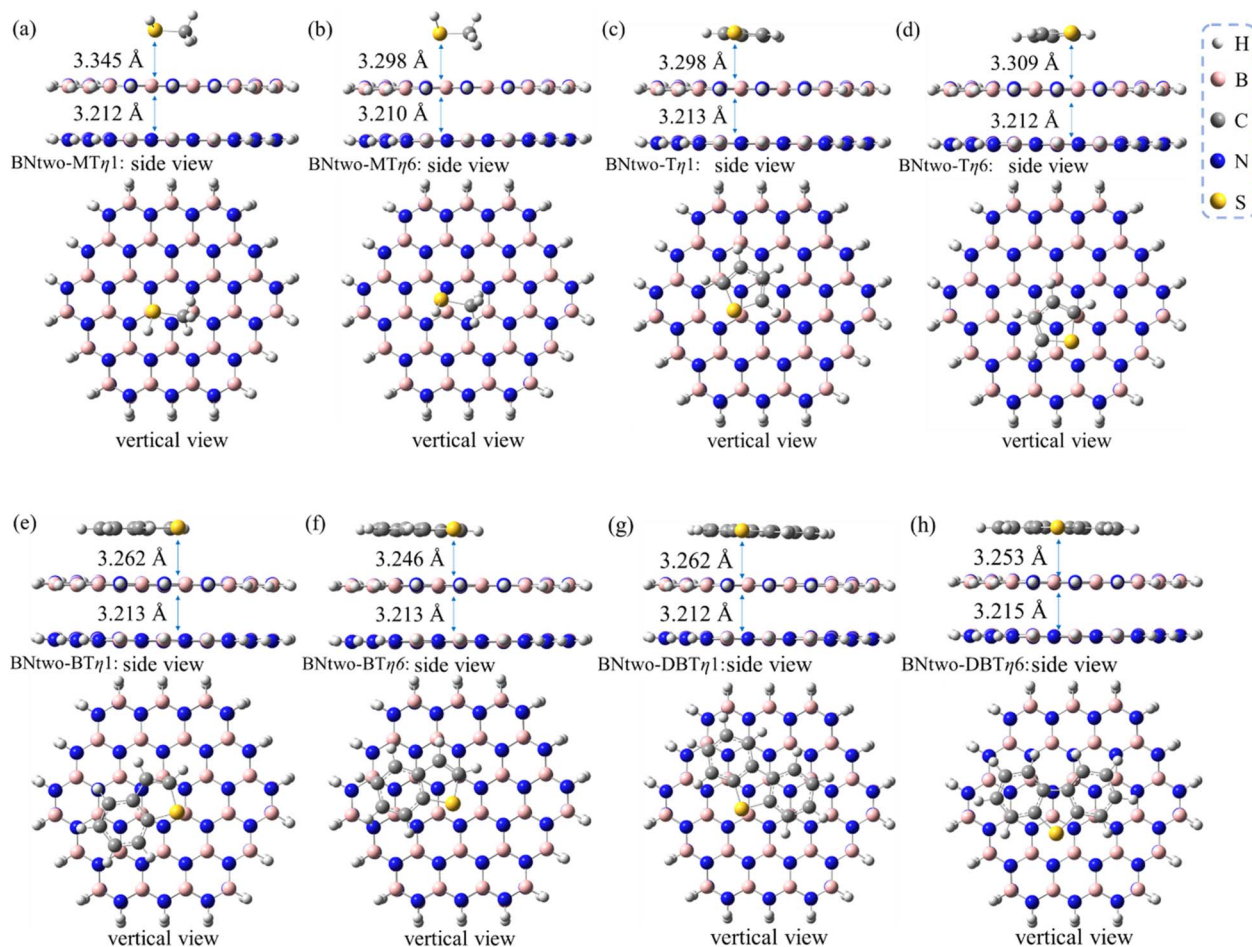 (a)
3.345 Å
3.212 Å
BNtwo-MTη1: side view
vertical view
(b)
3.298 Å
3.210 Å
BNtwo-MTη6: side view
vertical view
(c)
3.298 Å
3.213 Å
BNtwo-Tη1: side view
vertical view
(d)
3.309 Å
3.212 Å
BNtwo-Tη6: side view
vertical view
H
B
C
N
S
(e)
3.262 Å
3.213 Å
BNtwo-BTη1: side view
vertical view
(f)
3.246 Å
3.213 Å
BNtwo-BTη6: side view
vertical view
(g)
3.262 Å
3.212 Å
BNtwo-DBTη1: side view
vertical view
(h)
3.253 Å
3.215 Å
BNtwo-DBTη6: side view
vertical view